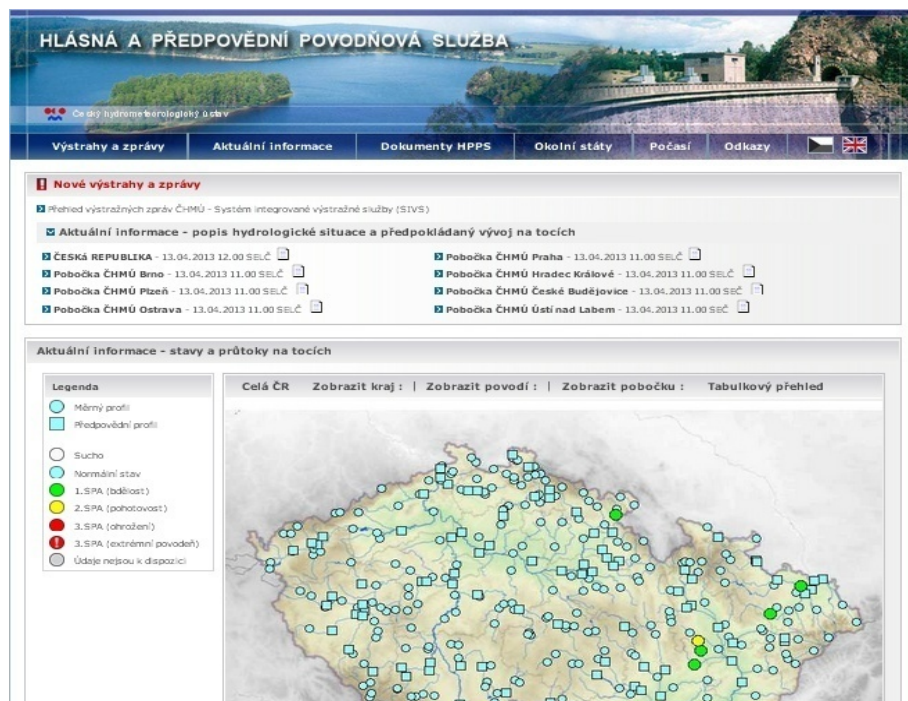 HLÁSNÁ A PŘEDPOVĚDNÍ POVODŇOVÁ SLUŽBA
Český hydrometeorologický ústav
Výstrahy a zprávy Aktuální informace Dokumenty HPPS Okolní státy Počasí Odkazy
Nové výstrahy a zprávy
Přehled výstražných zpráv ČHMÚ - Systém integrované výstražné služby (SIVS)
Aktuální informace - popis hydrologické situace a předpokládaný vývoj na tocích
ČESKÁ REPUBLIKA - 13.04.2013 12.00 SELČ
Pobočka ČHMÚ Praha - 13.04.2013 11.00 SELČ
Pobočka ČHMÚ Brno - 13.04.2013 11.00 SELČ
Pobočka ČHMÚ Hradec Králové - 13.04.2013 11.00 SELČ
Pobočka ČHMÚ Plzeň - 13.04.2013 11.00 SELČ
Pobočka ČHMÚ České Budějovice - 13.04.2013 11.00 SEČ
Pobočka ČHMÚ Ostrava - 13.04.2013 11.00 SELČ
Pobočka ČHMÚ Ústí nad Labem - 13.04.2013 11.00 SEČ
Aktuální informace - stavy a průtoky na tocích
Celá ČR Zobrazit kraj : | Zobrazit povodí : | Zobrazit pobočku : Tabulkový přehled
Legenda
Měrný profil
Předpovědní profil
Sucho
Normální stav
1.SPA (bdělost)
2.SPA (pohotovost)
3.SPA (ohrožení)
3.SPA (extrémní povodeň)
Údaje nejsou k dispozici